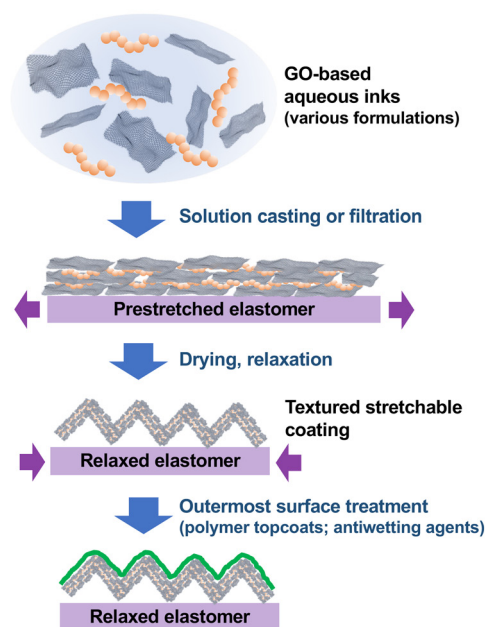 GO-based
aqueous inks
(various formulations)
Solution casting or filtration
Prestretched elastomer
Drying, relaxation
Textured stretchable
coating
Relaxed elastomer
Outermost surface treatment
(polymer topcoats; antiwetting agents)
Relaxed elastomer